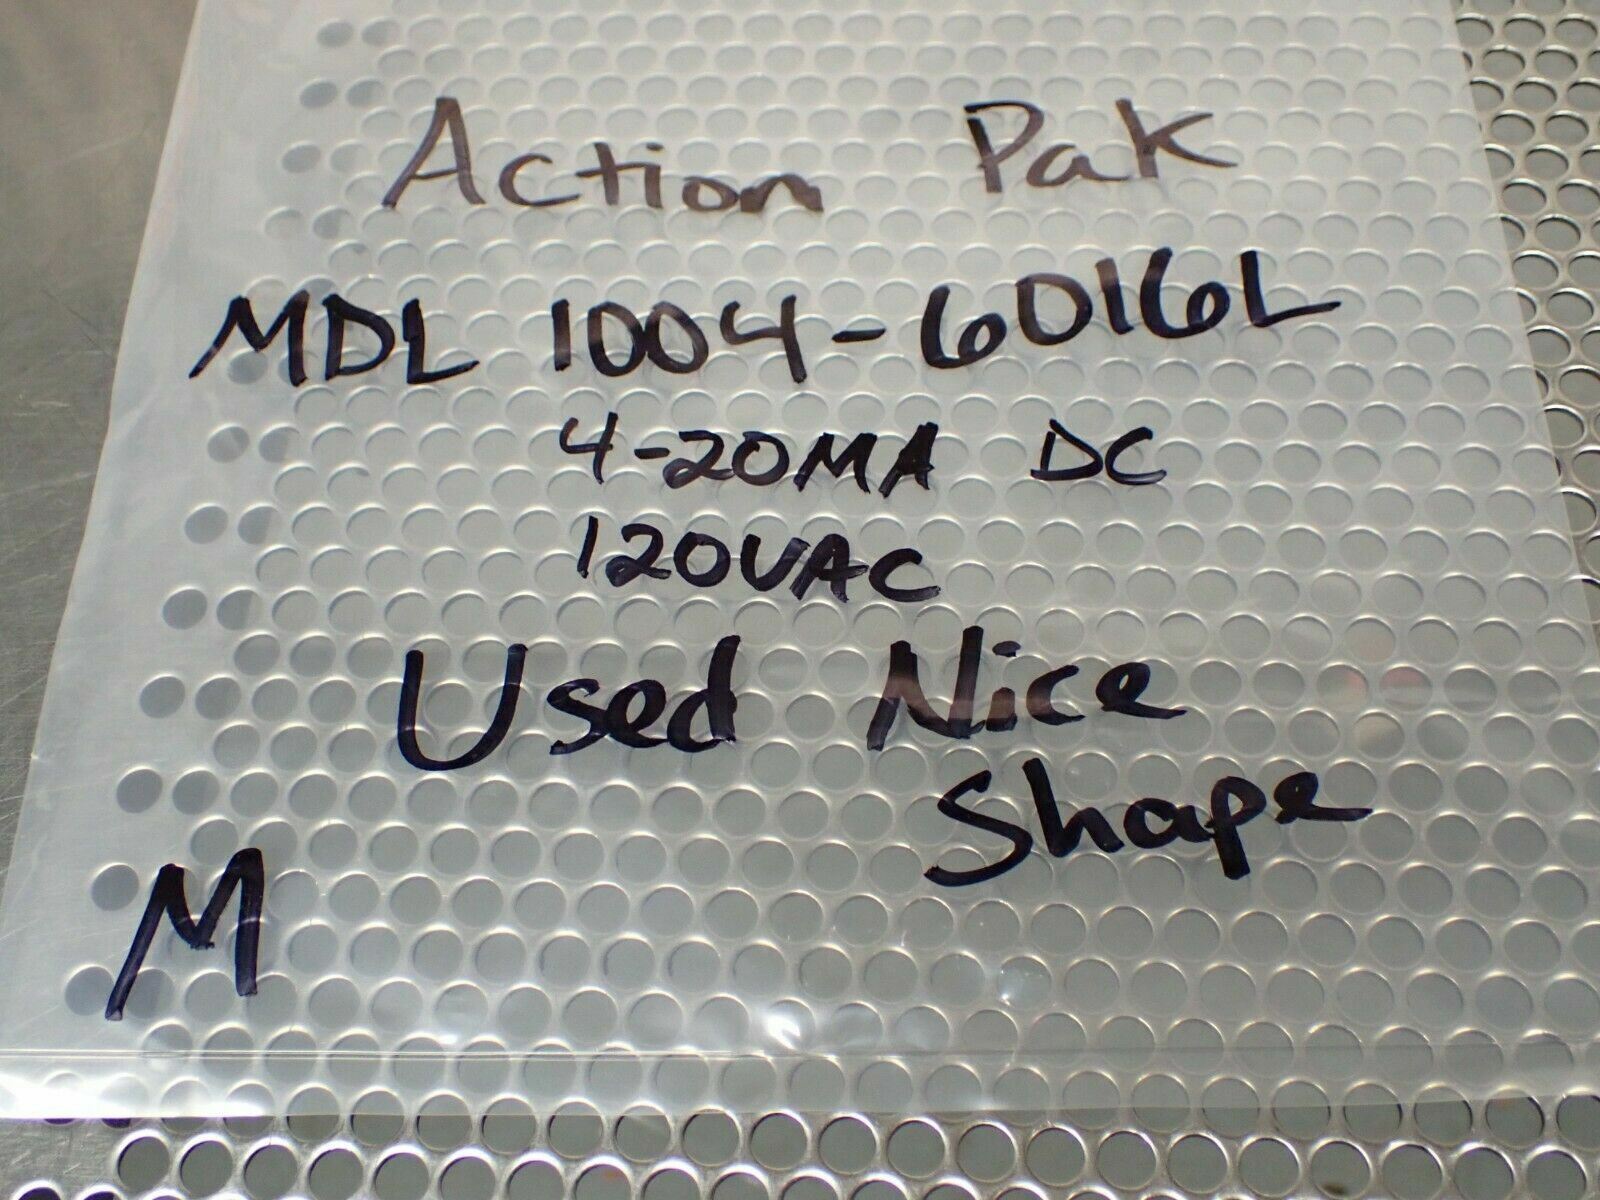 Action Pak
MDL 1004-6016L
4-20MA DC
120VAC
Used Nice
Shape
M